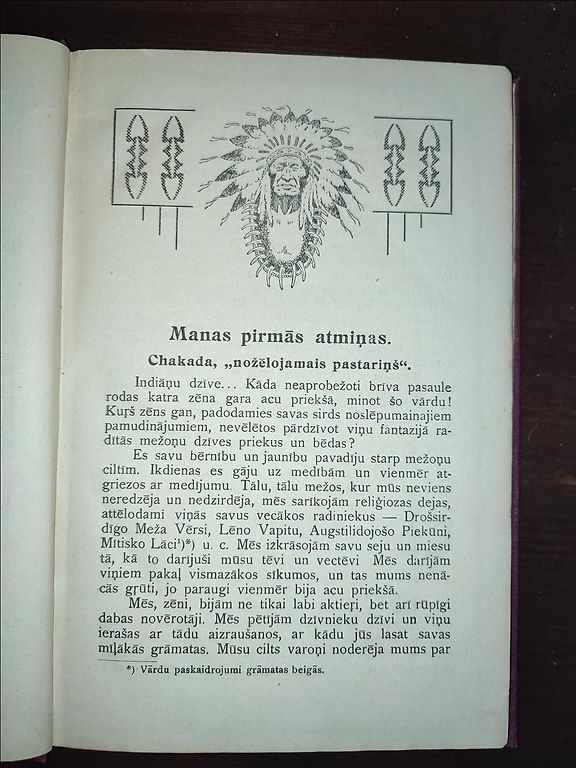 Manas pirmās atmiņas.
Chakada, „nožēlojamais pastariņš“.
Indiāņu dzīve... Kāda neaprobežoti brīva pasaule
rodas katra zēna gara acu priekšā, minot šo vārdu!
Kuŗš zēns gan, padodamies savas sirds noslēpumainajiem
pamudinājumiem, nevēlētos pārdzīvot viņu fantazijā ra-
dītās mežoņu dzīves priekus un bēdas?
Es savu bērnību un jaunību pavadīju starp mežoņu
ciltīm. Ikdienas es gāju uz medībām un vienmēr at-
griezos ar medījumu. Tālu, tālu mežos, kur mūs neviens
neredzēja un nedzirdēja, mēs sarīkojām reliģiozas dejas,
attēlodami viņās savus vecākos radiniekus — Drošsir-
dīgo Meža Vērsi, Lēno Vapitu, Augstilidojošo Piekūni,
Mītisko Lāci¹)*) u. c. Mēs izkrāsojām savu seju un miesu
tā, kā to darījuši mūsu tēvi un vectēvi Mēs darījām
viņiem pakaļ vismazākos sīkumos, un tas mums nenā-
cās gŗūti, jo paraugi vienmēr bija acu priekšā.
Mēs, zēni, bijām ne tikai labi aktieŗi, bet arī rūpīgi
dabas novērotāji. Mēs pētījām dzīvnieku dzīvi un viņu
ierašas ar tādu aizraušanos, ar kādu jūs lasat savas
mīļākās grāmatas. Mūsu cilts varoņi noderēja mums par
*) Vārdu paskaidrojumi grāmatas beigās.